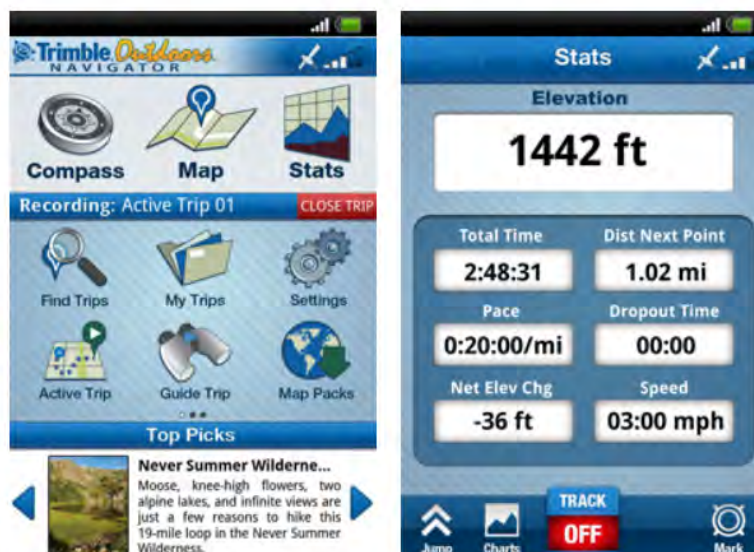 Trimble Outdoors
NAVIGATOR
Compass Map Stats
Recording: Active Trip 01 CLOSE TRIP
Find Trips My Trips Settings
Active Trip Guide Trip Map Packs
Top Picks
Never Summer Wilderne...
Moose, knee-high flowers, two
alpine lakes, and infinite views are
just a few reasons to hike this
19-mile loop in the Never Summer
Wilderness.
Stats
Elevation
1442 ft
Total Time Dist Next Point
2:48:31 1.02 mi
Pace Dropout Time
0:20:00/mi 00:00
Net Elev Chg Speed
-36 ft 03:00 mph
TRACK
OFF
Jump Charts Mark